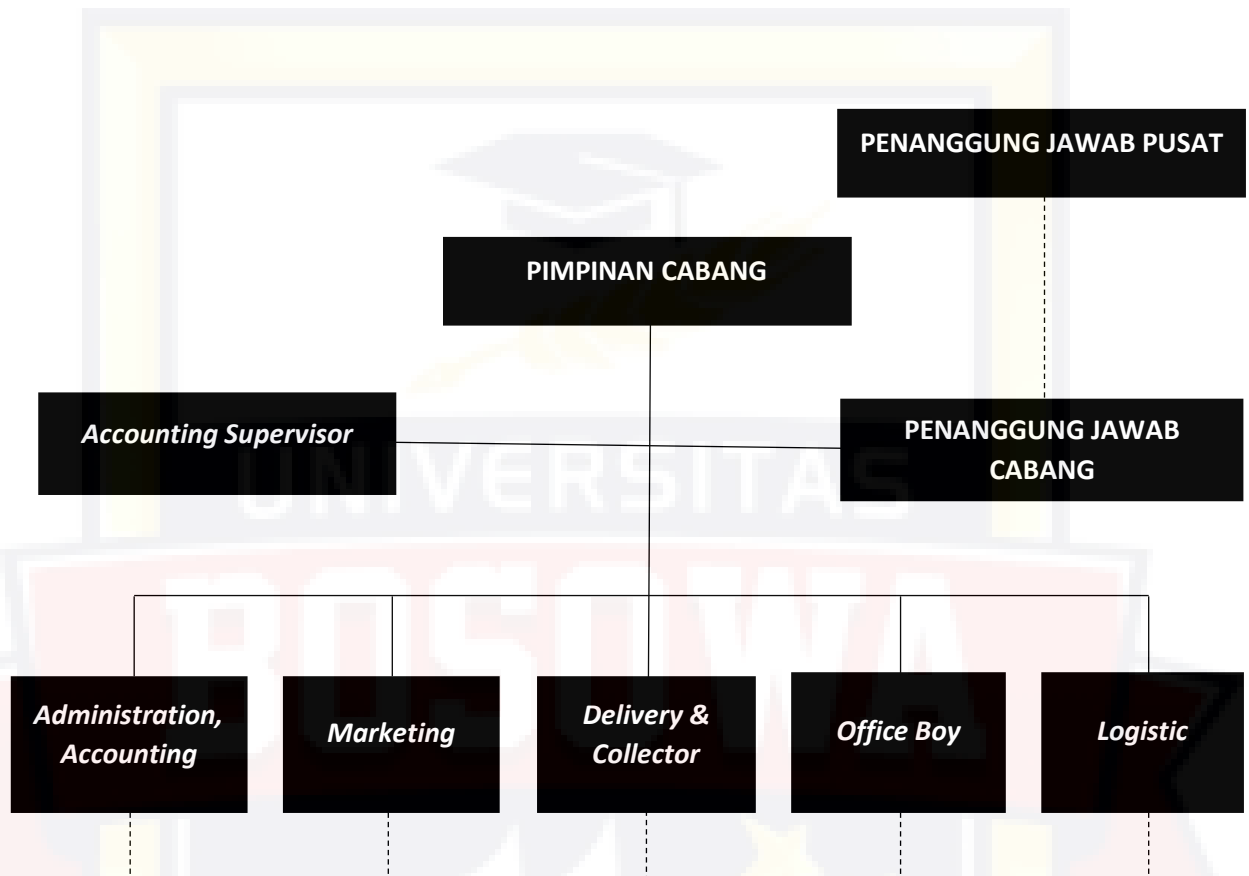 PENANGGUNG JAWAB PUSAT
PIMPINAN CABANG
Accounting Supervisor
PENANGGUNG JAWAB
CABANG
UNIVERSITAS
BOSOWA
Administration,
Accounting
Marketing
Delivery &
Collector
Office Boy
Logistic